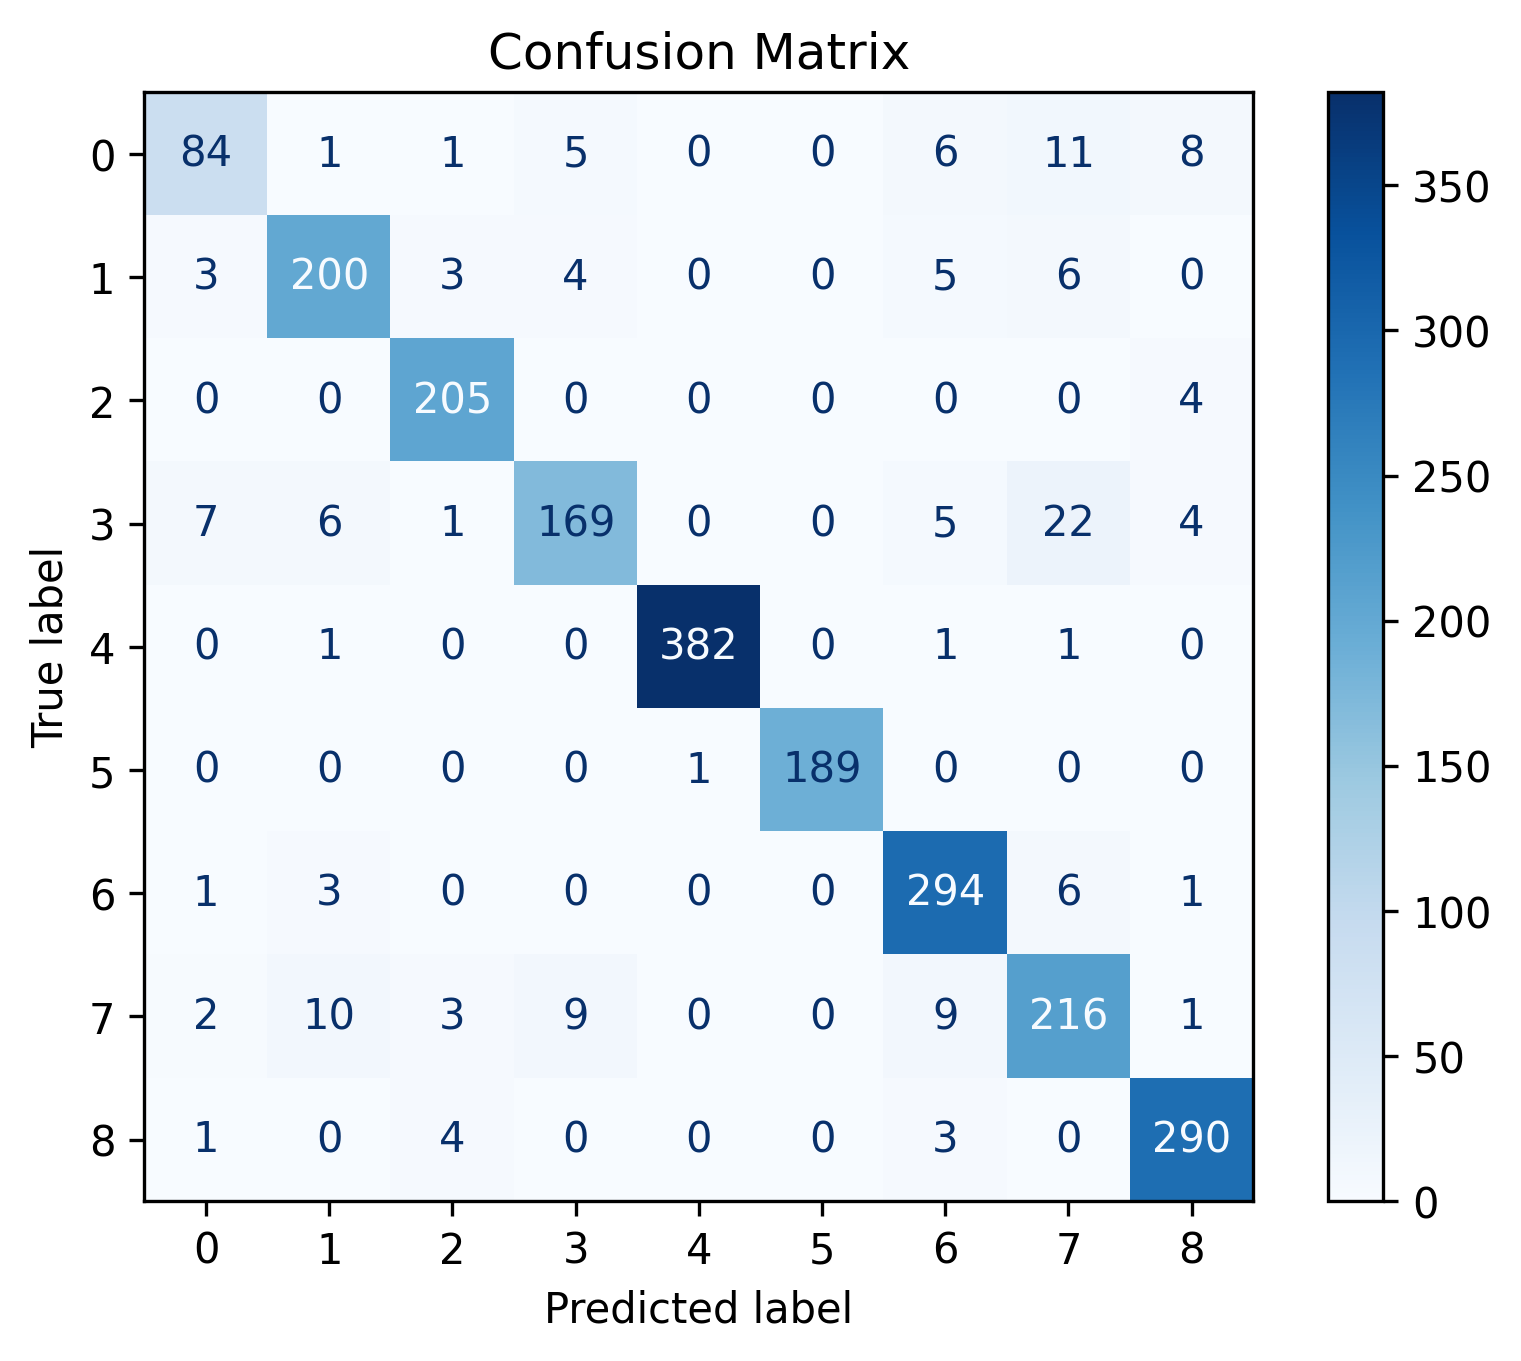 Confusion Matrix
0 84 1 1 5 0 0 6 11 8
1 3 200 3 4 0 0 5 6 0
2 0 0 205 0 0 0 0 0 4
3 7 6 1 169 0 0 5 22 4
4 0 1 0 0 382 0 1 1 0
5 0 0 0 0 1 189 0 0 0
6 1 3 0 0 0 0 294 6 1
7 2 10 3 9 0 0 9 216 1
8 1 0 4 0 0 0 3 0 290
0 1 2 3 4 5 6 7 8
Predicted label
True label
350
300
250
200
150
100
50
0